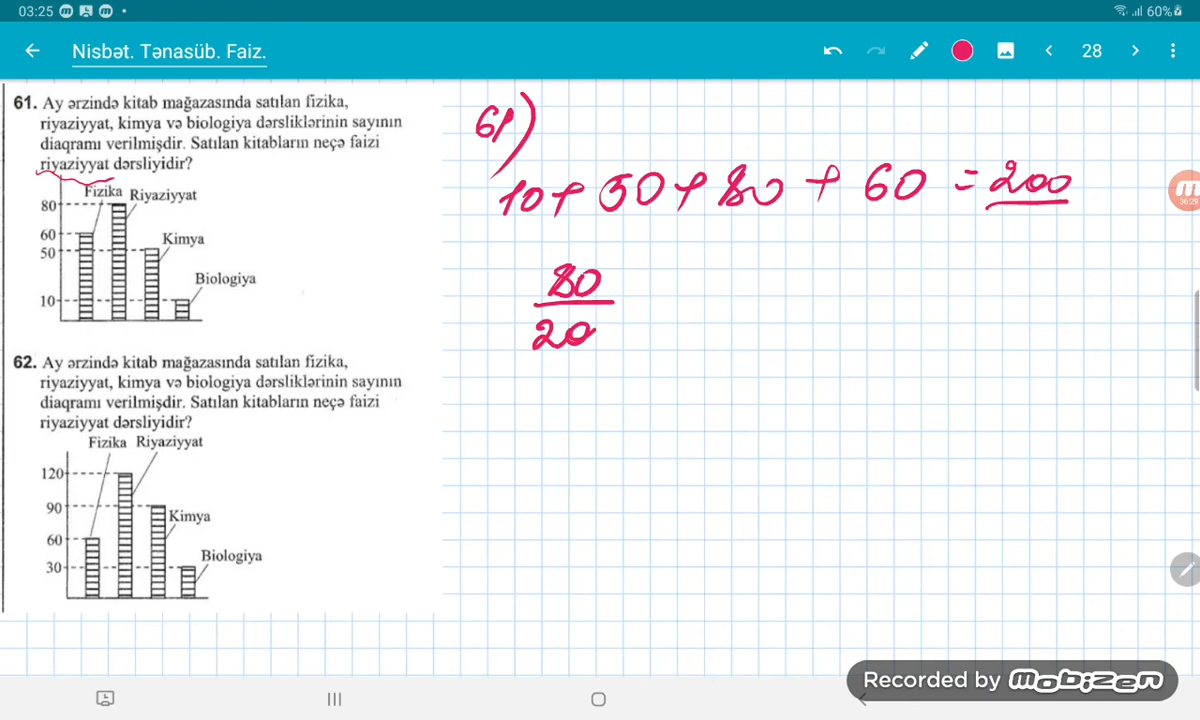 03:25 60%
Nisbət. Tənasüb. Faiz. 28
61. Ay ərzində kitab mağazasında satılan fizika,
riyaziyyat, kimya və biologiya dərsliklərinin sayının
diaqramı verilmişdir. Satılan kitabların neçə faizi
riyaziyyat dərsliyidir?
Fizika Riyaziyyat
80
60
Kimya
50
Biologiya
10
62. Ay ərzində kitab mağazasında satılan fizika,
riyaziyyat, kimya və biologiya dərsliklərinin sayının
diaqramı verilmişdir. Satılan kitabların neçə faizi
riyaziyyat dərsliyidir?
Fizika Riyaziyyat
120
90
Kimya
60
Biologiya
30
61)
10+ 50+ 80 + 60 = 200
80
20
36:29
Recorded by mobizen